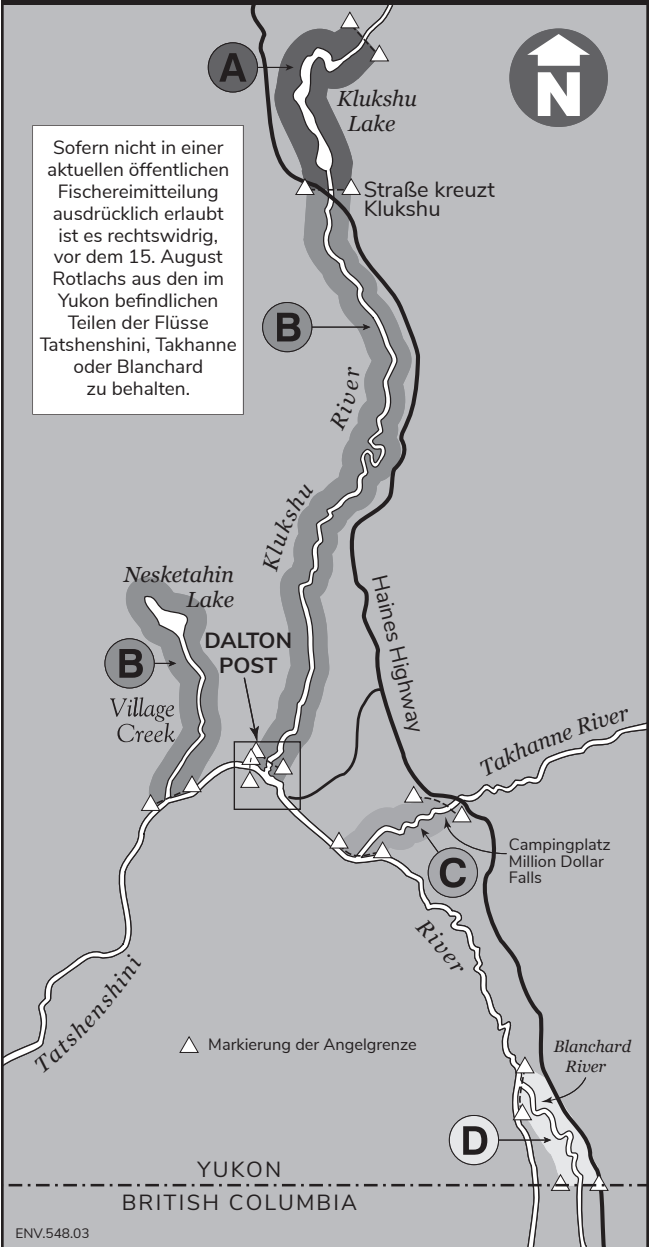 A
N
Klukshu
Lake
Sofern nicht in einer
aktuellen öffentlichen
Fischereimitteilung
ausdrücklich erlaubt
ist es rechtswidrig,
vor dem 15. August
Rotlachs aus den im
Yukon befindlichen
Teilen der Flüsse
Tatshenshini, Takhanne
oder Blanchard
zu behalten.
Straße kreuzt
Klukshu
B
River
Klukshu
Nesketahin
Lake
DALTON
POST
Haines Highway
B
Village
Creek
Takhanne River
Campingplatz
Million Dollar
Falls
C
River
Tatshenshini
Markierung der Angelgrenze
Blanchard
River
D
YUKON
BRITISH COLUMBIA
ENV.548.03